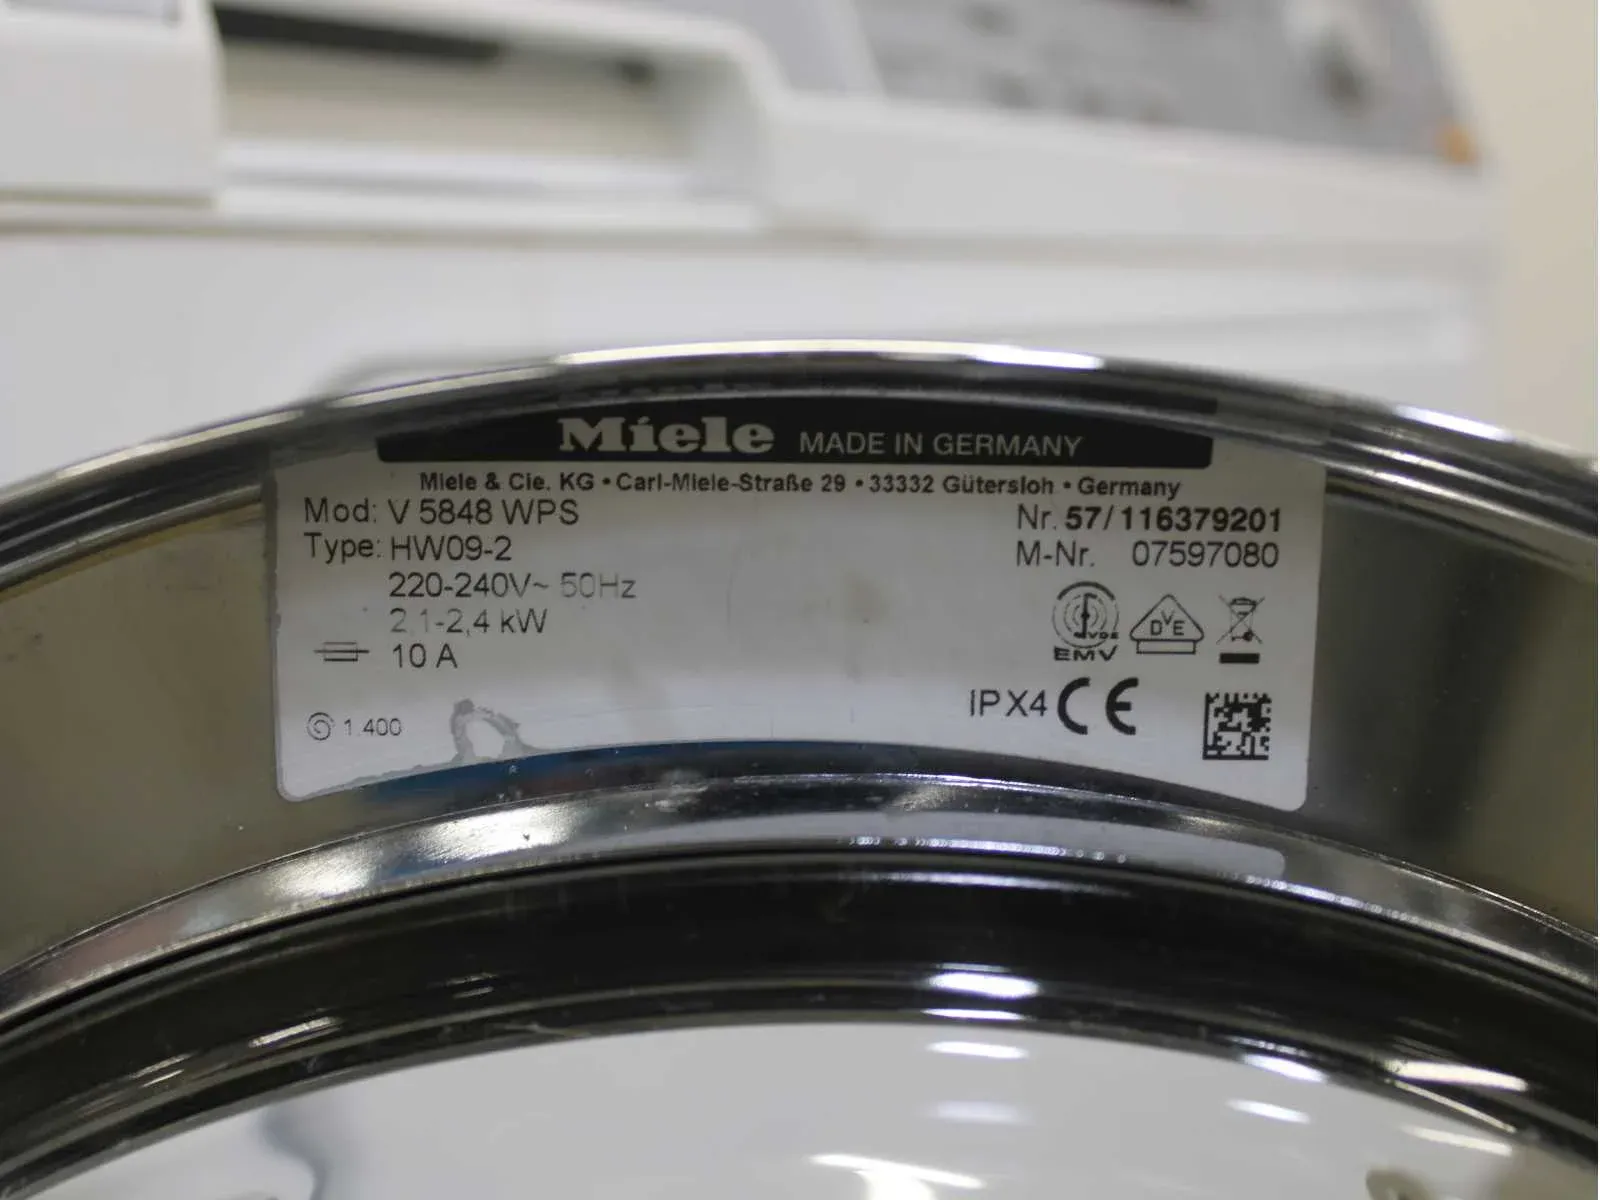 Miele MADE IN GERMANY
Miele & Cie. KG • Carl-Miele-Straße 29 • 33332 Gütersloh • Germany
Mod: V 5848 WPS
Nr. 57/116379201
Type: HW09-2
M-Nr. 07597080
220-240V~ 50Hz
2,1-2,4 kW
10 A
VDE
EMV
DVE
IPX4 CE
1.400